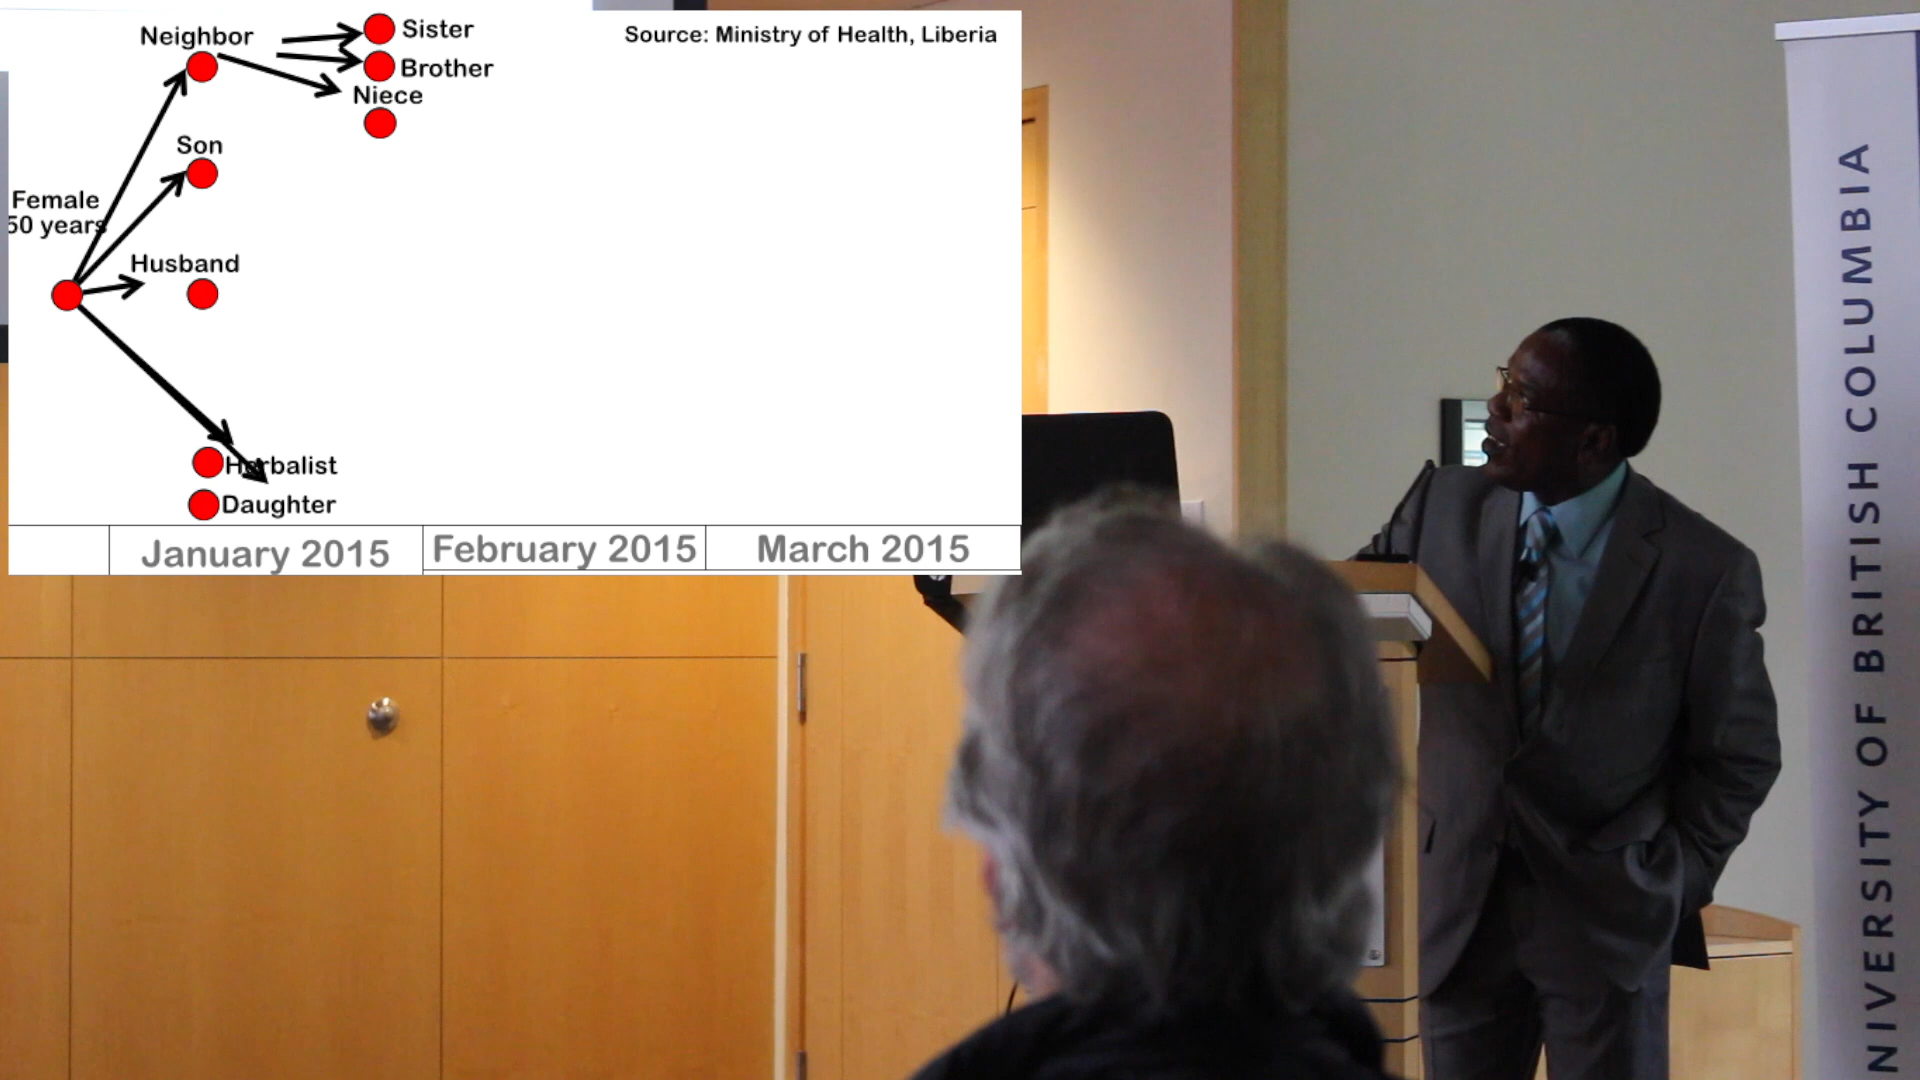 Neighbor
Sister
Source: Ministry of Health, Liberia
Brother
Niece
Son
Female
50 years
Husband
Herbalist
Daughter
January 2015
February 2015
March 2015
NIVERSITY OF BRITISH COLUMBIA